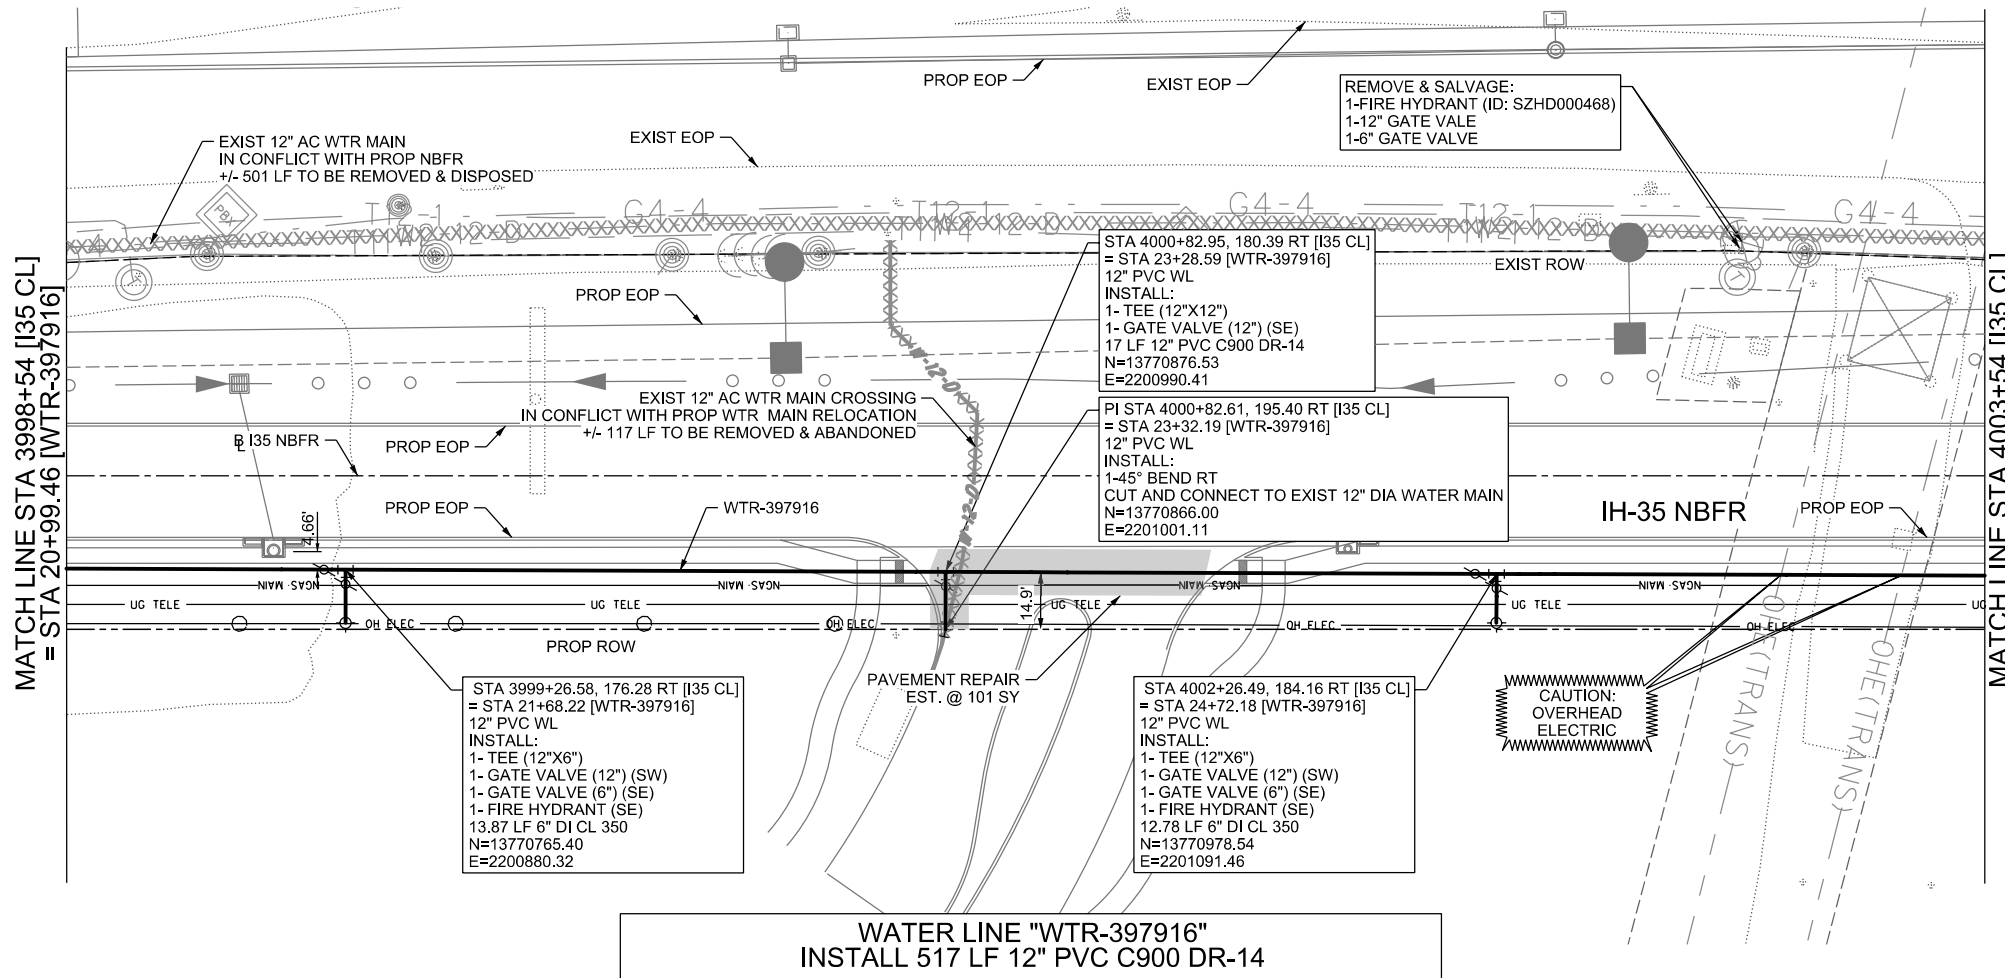 PROP EOP
EXIST EOP
REMOVE & SALVAGE:
1-FIRE HYDRANT (ID: SZHD000468)
1-12" GATE VALE
1-6" GATE VALVE
EXIST 12" AC WTR MAIN
IN CONFLICT WITH PROP NBFR
+/- 501 LF TO BE REMOVED & DISPOSED
EXIST EOP
PBX
G4-4
G4-4
G4-4
EXIST ROW
PROP EOP
STA 4000+82.95, 180.39 RT [I35 CL]
= STA 23+28.59 [WTR-397916]
12" PVC WL
INSTALL:
1- TEE (12"X12")
1- GATE VALVE (12") (SE)
17 LF 12" PVC C900 DR-14
N=13770876.53
E=2200990.41
MATCH LINE STA 3998+54 [I35 CL]
= STA 20+99.46 [WTR-397916]
MATCH LINE STA 4003+54 [I35 CL]
W-12-D
EXIST 12" AC WTR MAIN CROSSING
IN CONFLICT WITH PROP WTR MAIN RELOCATION
+/- 117 LF TO BE REMOVED & ABANDONED
PI STA 4000+82.61, 195.40 RT [I35 CL]
= STA 23+32.19 [WTR-397916]
12" PVC WL
INSTALL:
1-45° BEND RT
CUT AND CONNECT TO EXIST 12" DIA WATER MAIN
N=13770866.00
E=2201001.11
BL I35 NBFR
PROP EOP
W-12-D
PROP EOP
WTR-397916
IH-35 NBFR
PROP EOP
4.66'
NGAS MAIN
NGAS MAIN
NGAS MAIN
NGAS MAIN
UG TELE
UG TELE
UG TELE
UG TELE
UG
14.9'
OH ELEC
OH ELEC
OH ELEC
OH ELEC
PROP ROW
OHE(TRANS)
OHE(TRANS)
PAVEMENT REPAIR
EST. @ 101 SY
STA 3999+26.58, 176.28 RT [I35 CL]
= STA 21+68.22 [WTR-397916]
12" PVC WL
INSTALL:
1- TEE (12"X6")
1- GATE VALVE (12") (SW)
1- GATE VALVE (6") (SE)
1- FIRE HYDRANT (SE)
13.87 LF 6" DI CL 350
N=13770765.40
E=2200880.32
STA 4002+26.49, 184.16 RT [I35 CL]
= STA 24+72.18 [WTR-397916]
12" PVC WL
INSTALL:
1- TEE (12"X6")
1- GATE VALVE (12") (SW)
1- GATE VALVE (6") (SE)
1- FIRE HYDRANT (SE)
12.78 LF 6" DI CL 350
N=13770978.54
E=2201091.46
CAUTION:
OVERHEAD
ELECTRIC
WATER LINE "WTR-397916"
INSTALL 517 LF 12" PVC C900 DR-14